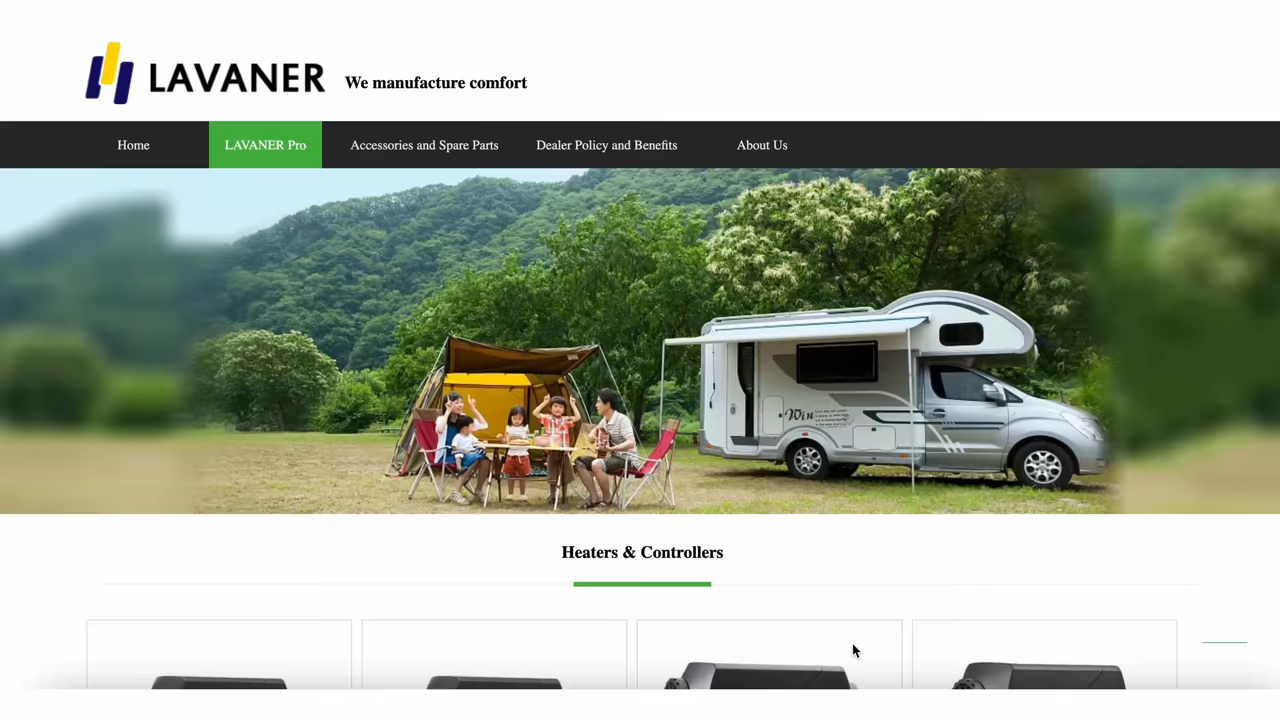 LAVANER
We manufacture comfort
Home
LAVANER Pro
Accessories and Spare Parts
Dealer Policy and Benefits
About Us
Win
Heaters & Controllers